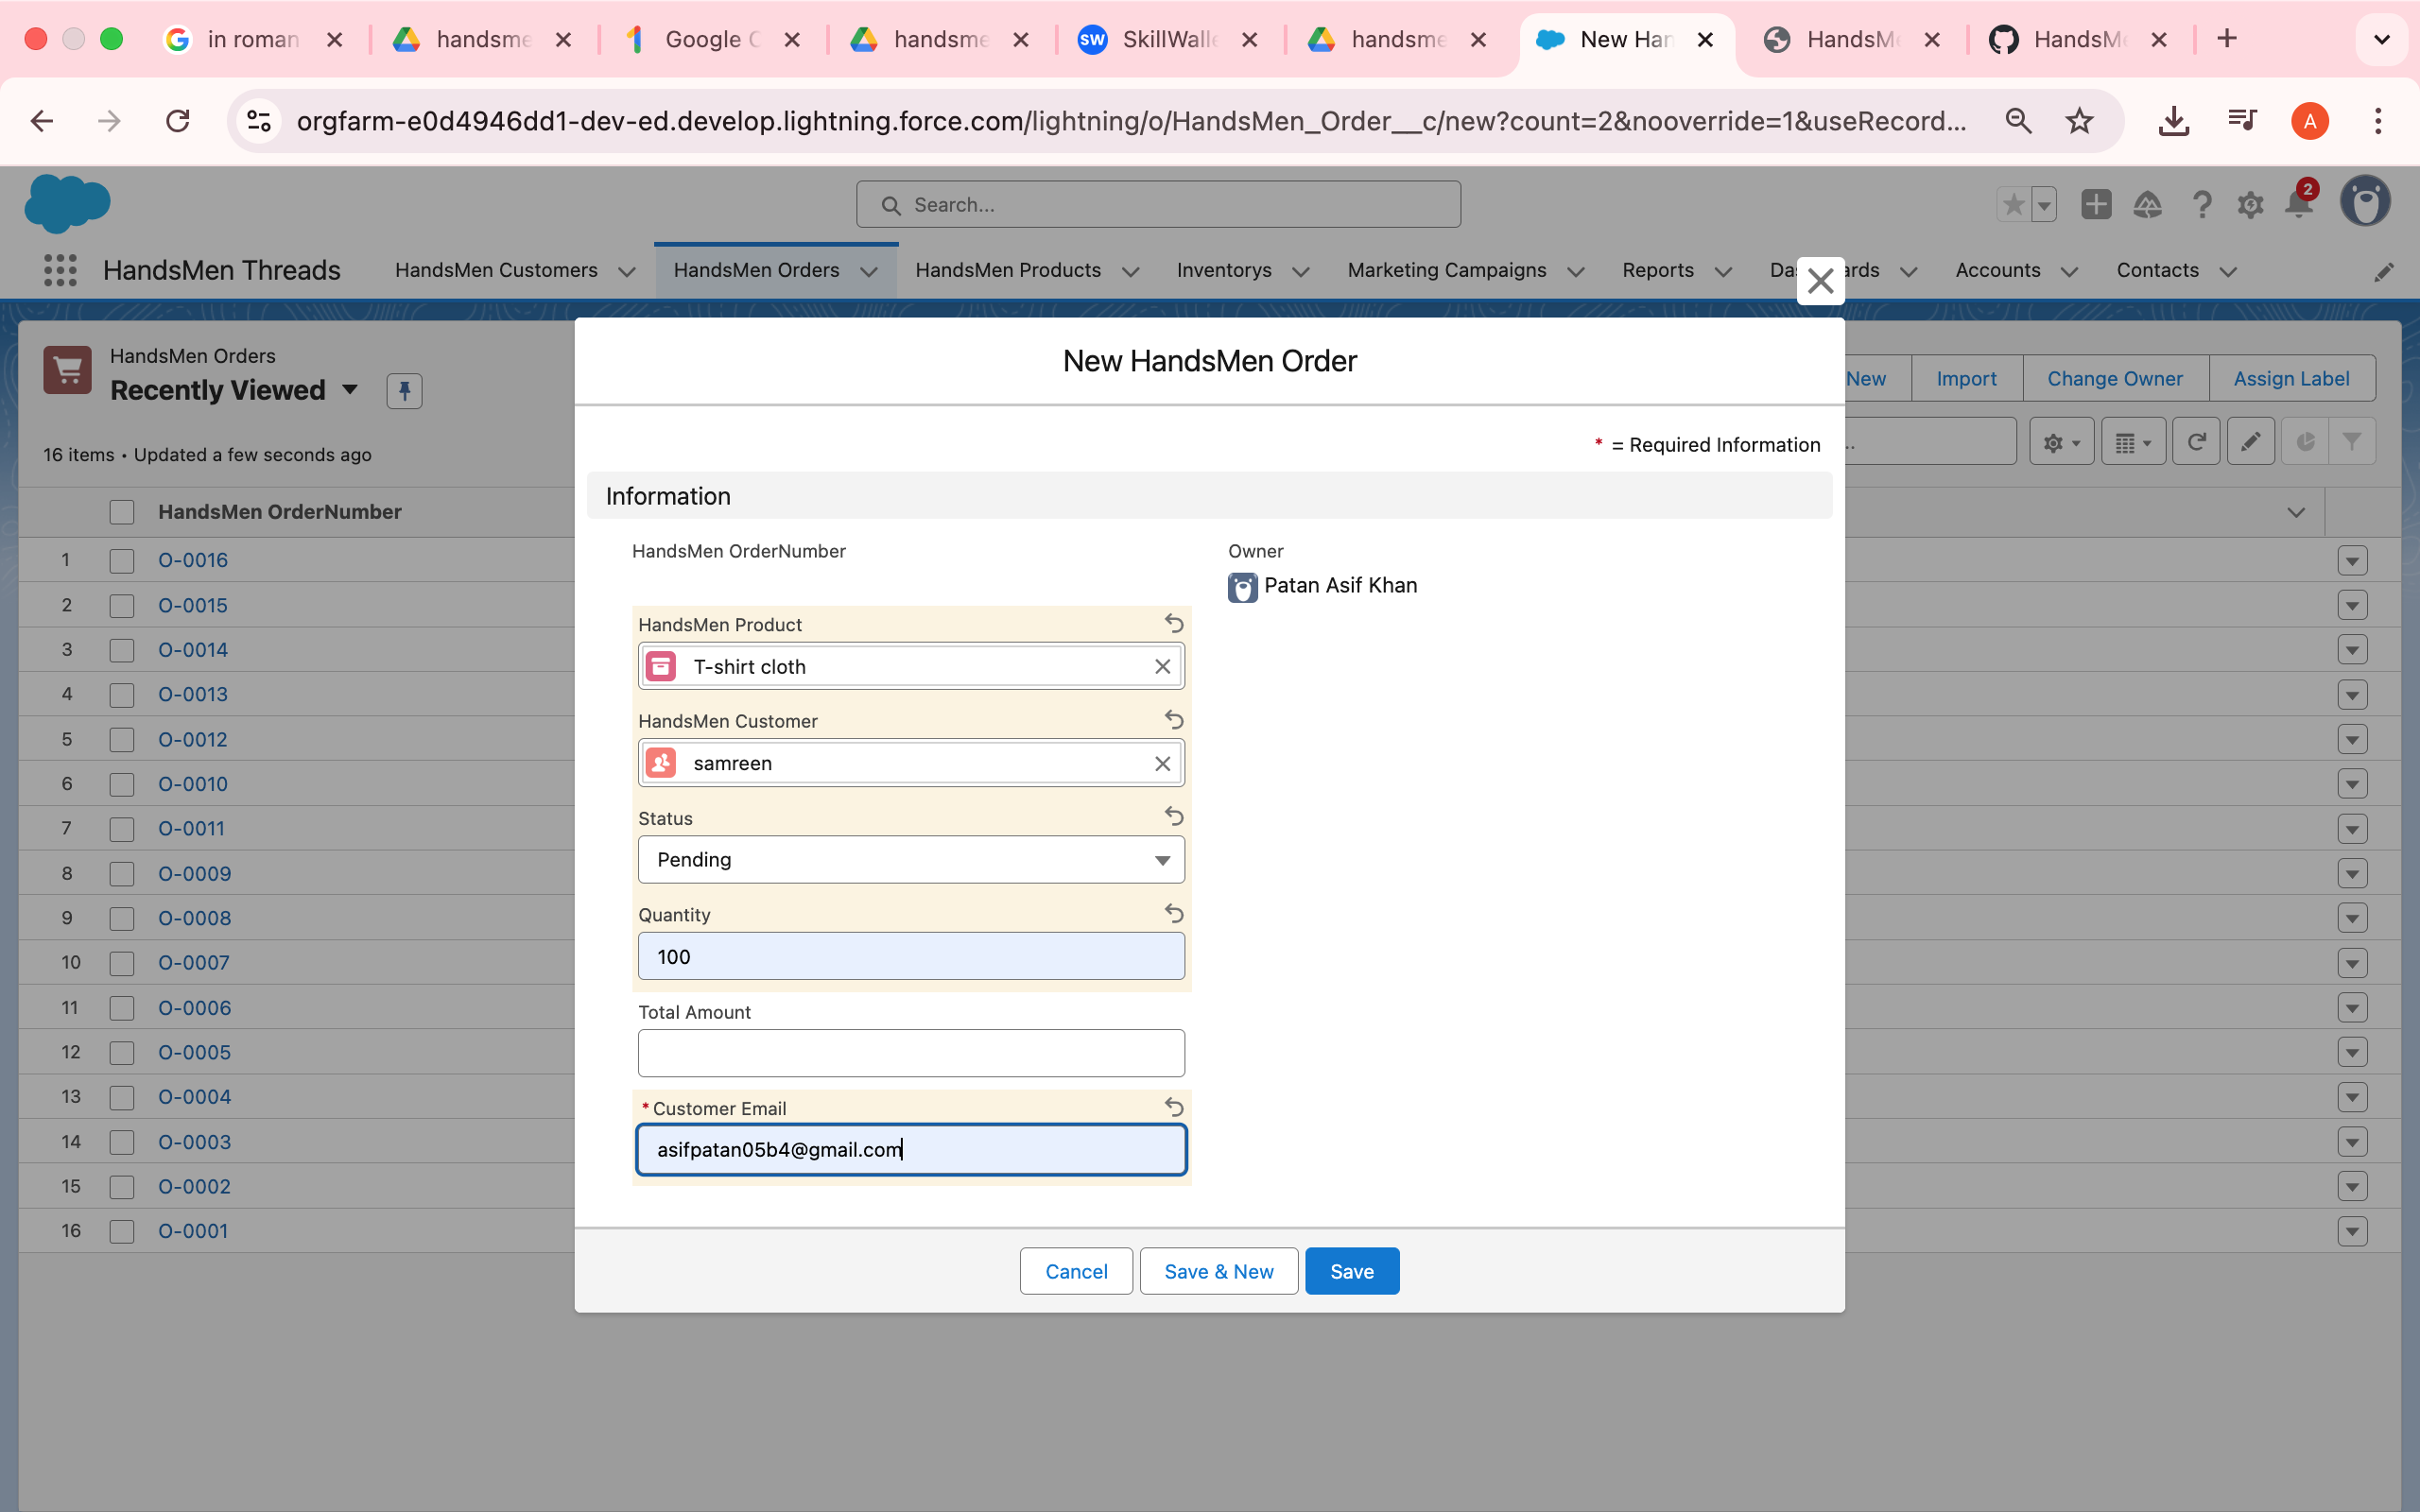 in roman
handsme
Google C
handsme
SW SkillWalle
handsme
New Han
HandsMe
HandsMe
orgfarm-e0d4946dd1-dev-ed.develop.lightning.force.com/lightning/o/HandsMen_Order__c/new?count=2&nooverride=1&useRecord...
A
Search...
2
HandsMen Threads
HandsMen Customers
HandsMen Orders
HandsMen Products
Inventorys
Marketing Campaigns
Reports
Da
ards
Accounts
Contacts
HandsMen Orders
Recently Viewed
New
Import
Change Owner
Assign Label
16 items • Updated a few seconds ago
HandsMen OrderNumber
1 O-0016
2 O-0015
3 O-0014
4 O-0013
5 O-0012
6 O-0010
7 O-0011
8 O-0009
9 O-0008
10 O-0007
11 O-0006
12 O-0005
13 O-0004
14 O-0003
15 O-0002
16 O-0001
New HandsMen Order
* = Required Information
Information
HandsMen OrderNumber
Owner
Patan Asif Khan
HandsMen Product
T-shirt cloth
HandsMen Customer
samreen
Status
Pending
Quantity
100
Total Amount
*Customer Email
asifpatan05b4@gmail.com
Cancel
Save & New
Save